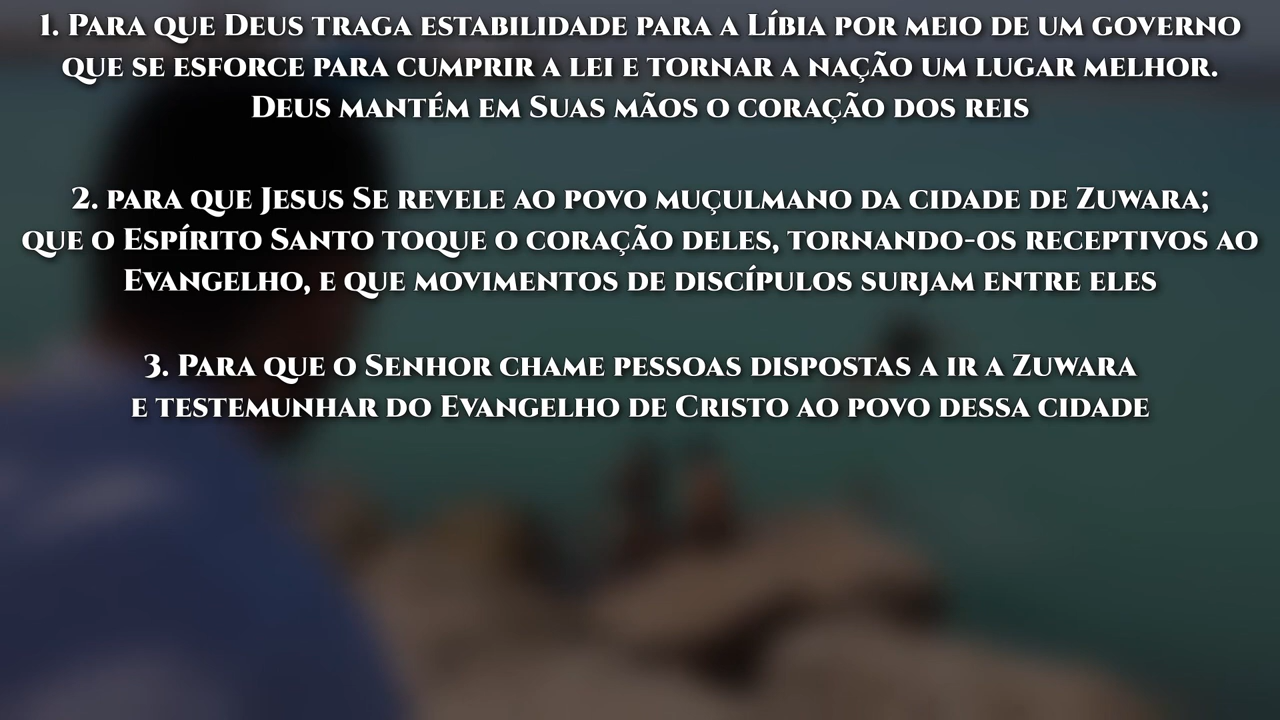 1. Para que Deus traga estabilidade para a Líbia por meio de um governo
que se esforce para cumprir a lei e tornar a nação um lugar melhor.
Deus mantém em Suas mãos o coração dos reis
2. para que Jesus Se revele ao povo muçulmano da cidade de Zuwara;
que o Espírito Santo toque o coração deles, tornando-os receptivos ao
Evangelho, e que movimentos de discípulos surjam entre eles
3. Para que o Senhor chame pessoas dispostas a ir a Zuwara
e testemunhar do Evangelho de Cristo ao povo dessa cidade